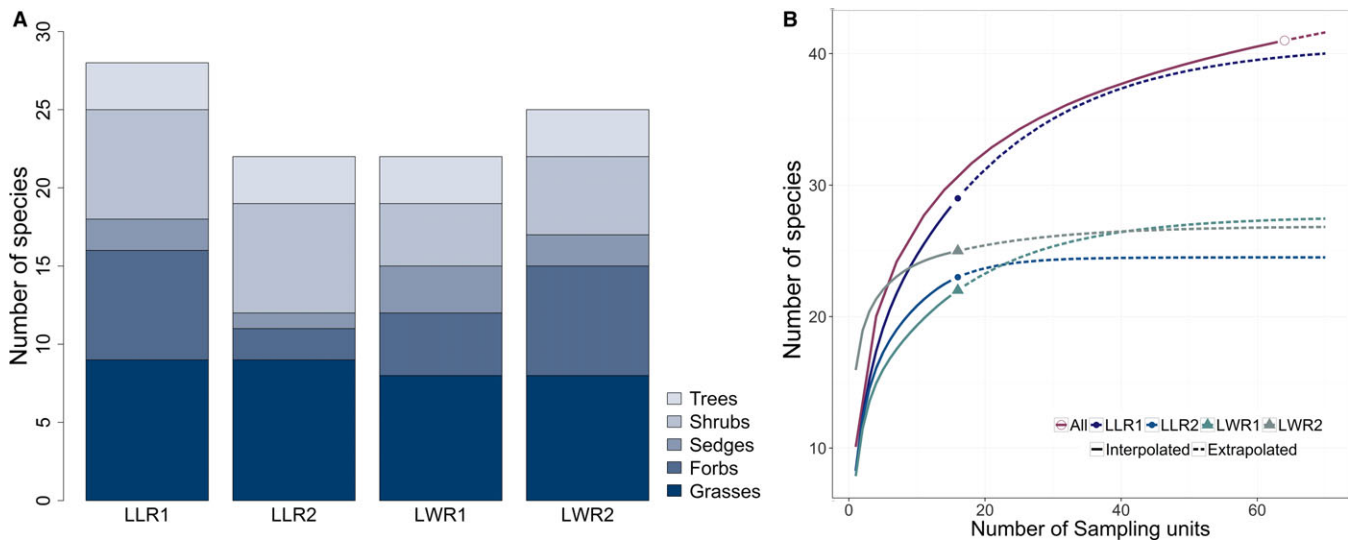 A
Number of species
30
25
20
15
10
5
0
LLR1 LLR2 LWR1 LWR2
Trees
Shrubs
Sedges
Forbs
Grasses
B
Number of species
40
30
20
10
0 20 40 60
Number of Sampling units
All LLR1 LLR2 LWR1 LWR2
Interpolated Extrapolated